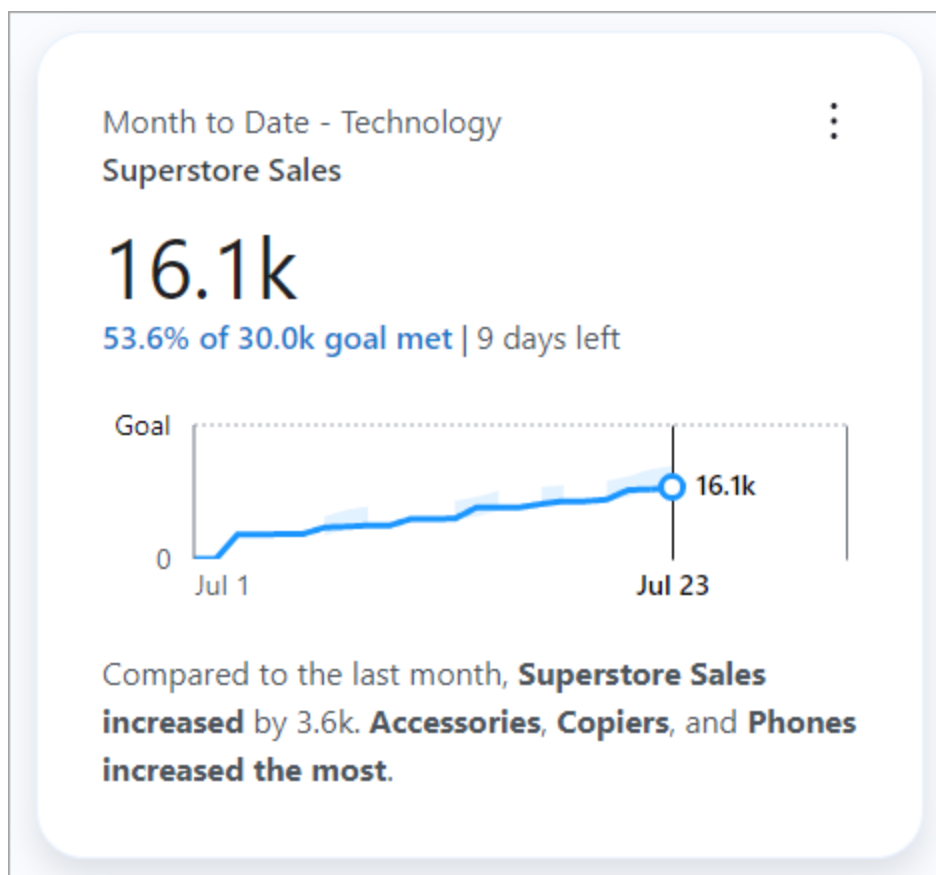 Month to Date - Technology
Superstore Sales
16.1k
53.6% of 30.0k goal met | 9 days left
Goal
16.1k
0
Jul 1
Jul 23
Compared to the last month, Superstore Sales
increased by 3.6k. Accessories, Copiers, and Phones
increased the most.